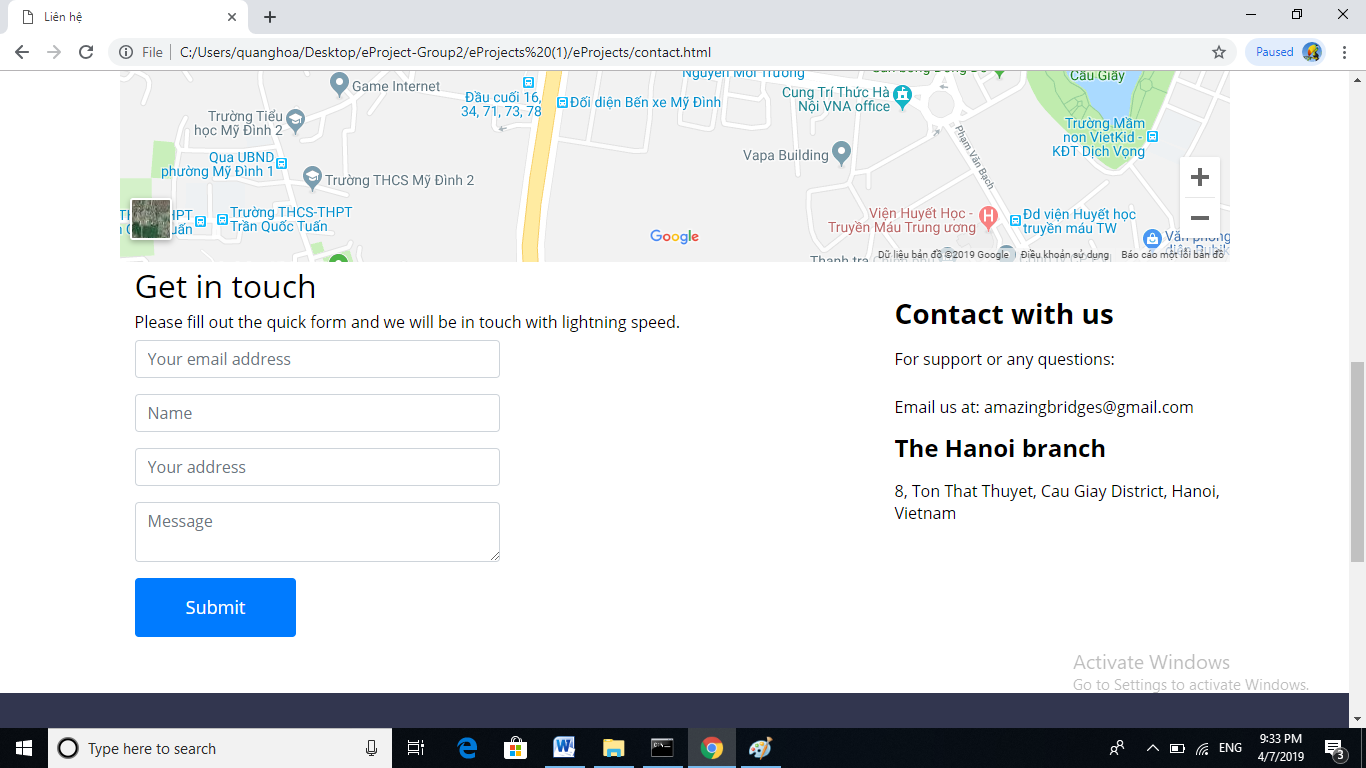 Liên hệ
File
C:/Users/quanghoa/Desktop/eProject-Group2/eProjects%20(1)/eProjects/contact.html
Paused
Nguyên Môi Trường
Cầu Giấy
Game Internet
Đầu cuối 16,
34, 71, 73, 78
Đối diện Bến xe Mỹ Đình
Cung Trí Thức Hà
Nội VNA office
Trường Tiểu
học Mỹ Đình 2
Trường Mầm
non VietKid -
KĐT Dịch Vọng
Phạm Văn Bạch
Vapa Building
Qua UBND
phường Mỹ Đình 1
Trường THCS Mỹ Đình 2
Trường THCS-THPT
Trần Quốc Tuấn
Viện Huyết Học -
Truyền Máu Trung ương
Đd viện Huyết học
truyền máu TW
Văn phòng
Google
Dữ liệu bản đồ ©2019 Google
Điều khoản sử dụng
Báo cáo một lỗi bản đồ
Get in touch
Please fill out the quick form and we will be in touch with lightning speed.
Your email address
Name
Your address
Message
Submit
Contact with us
For support or any questions:
Email us at: amazingbridges@gmail.com
The Hanoi branch
8, Ton That Thuyet, Cau Giay District, Hanoi,
Vietnam
Activate Windows
Go to Settings to activate Windows.
Type here to search
ENG
9:33 PM
4/7/2019
3